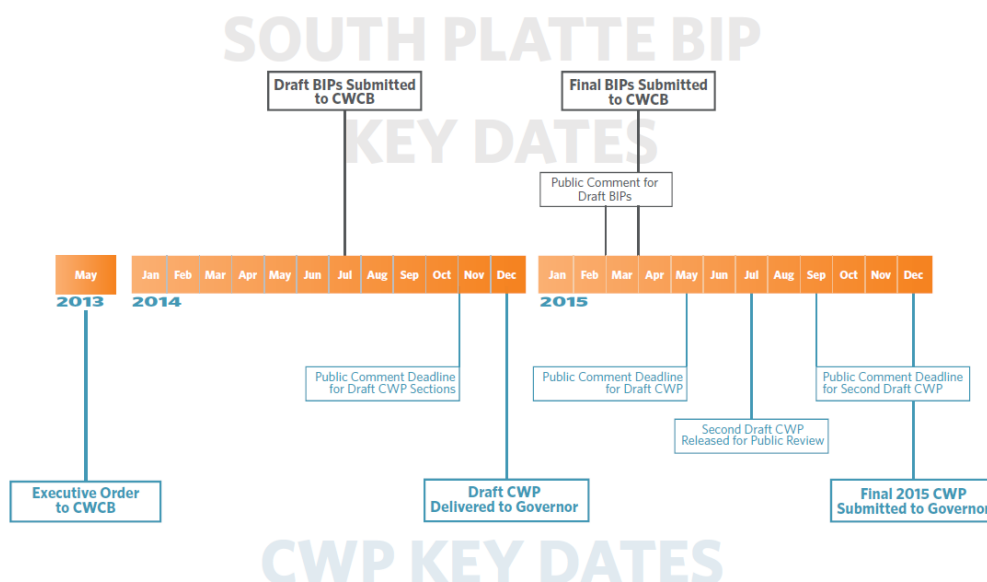 SOUTH PLATTE BIP
KEY DATES
Draft BIPs Submitted
to CWCB
Final BIPs Submitted
to CWCB
Public Comment for
Draft BIPs
May
2013
Jan Feb Mar Apr May Jun Jul Aug Sep Oct Nov Dec
2014
Jan Feb Mar Apr May Jun Jul Aug Sep Oct Nov Dec
2015
Public Comment Deadline
for Draft CWP Sections
Public Comment Deadline
for Draft CWP
Public Comment Deadline
for Second Draft CWP
Second Draft CWP
Released for Public Review
Executive Order
to CWCB
Draft CWP
Delivered to Governor
Final 2015 CWP
Submitted to Governor
CWP KEY DATES